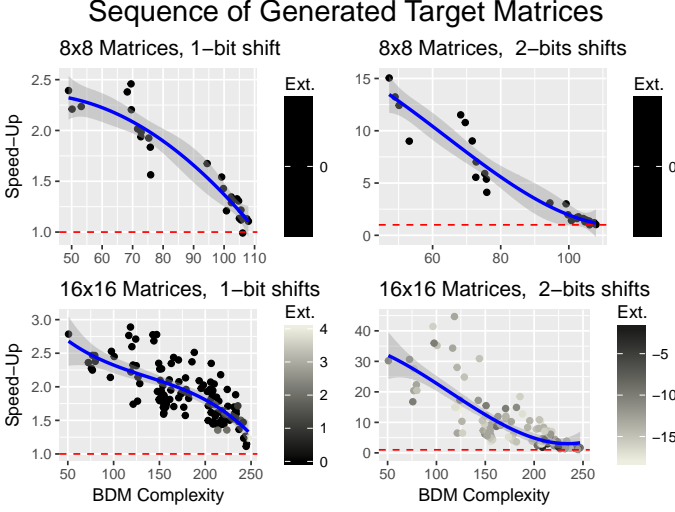 Sequence of Generated Target Matrices
8x8 Matrices, 1−bit shift
8x8 Matrices,  2−bits shifts
Speed−Up
2.5
2.0
1.5
1.0
50 60 70 80 90 100 110
Ext.
0
15
10
5
0
60 80 100
Ext.
0
16x16 Matrices,  1−bit shifts
16x16 Matrices,  2−bits shifts
Speed−Up
3.0
2.5
2.0
1.5
1.0
50 100 150 200 250
BDM Complexity
Ext.
4
3
2
1
0
40
30
20
10
0
50 100 150 200 250
BDM Complexity
Ext.
−5
−10
−15